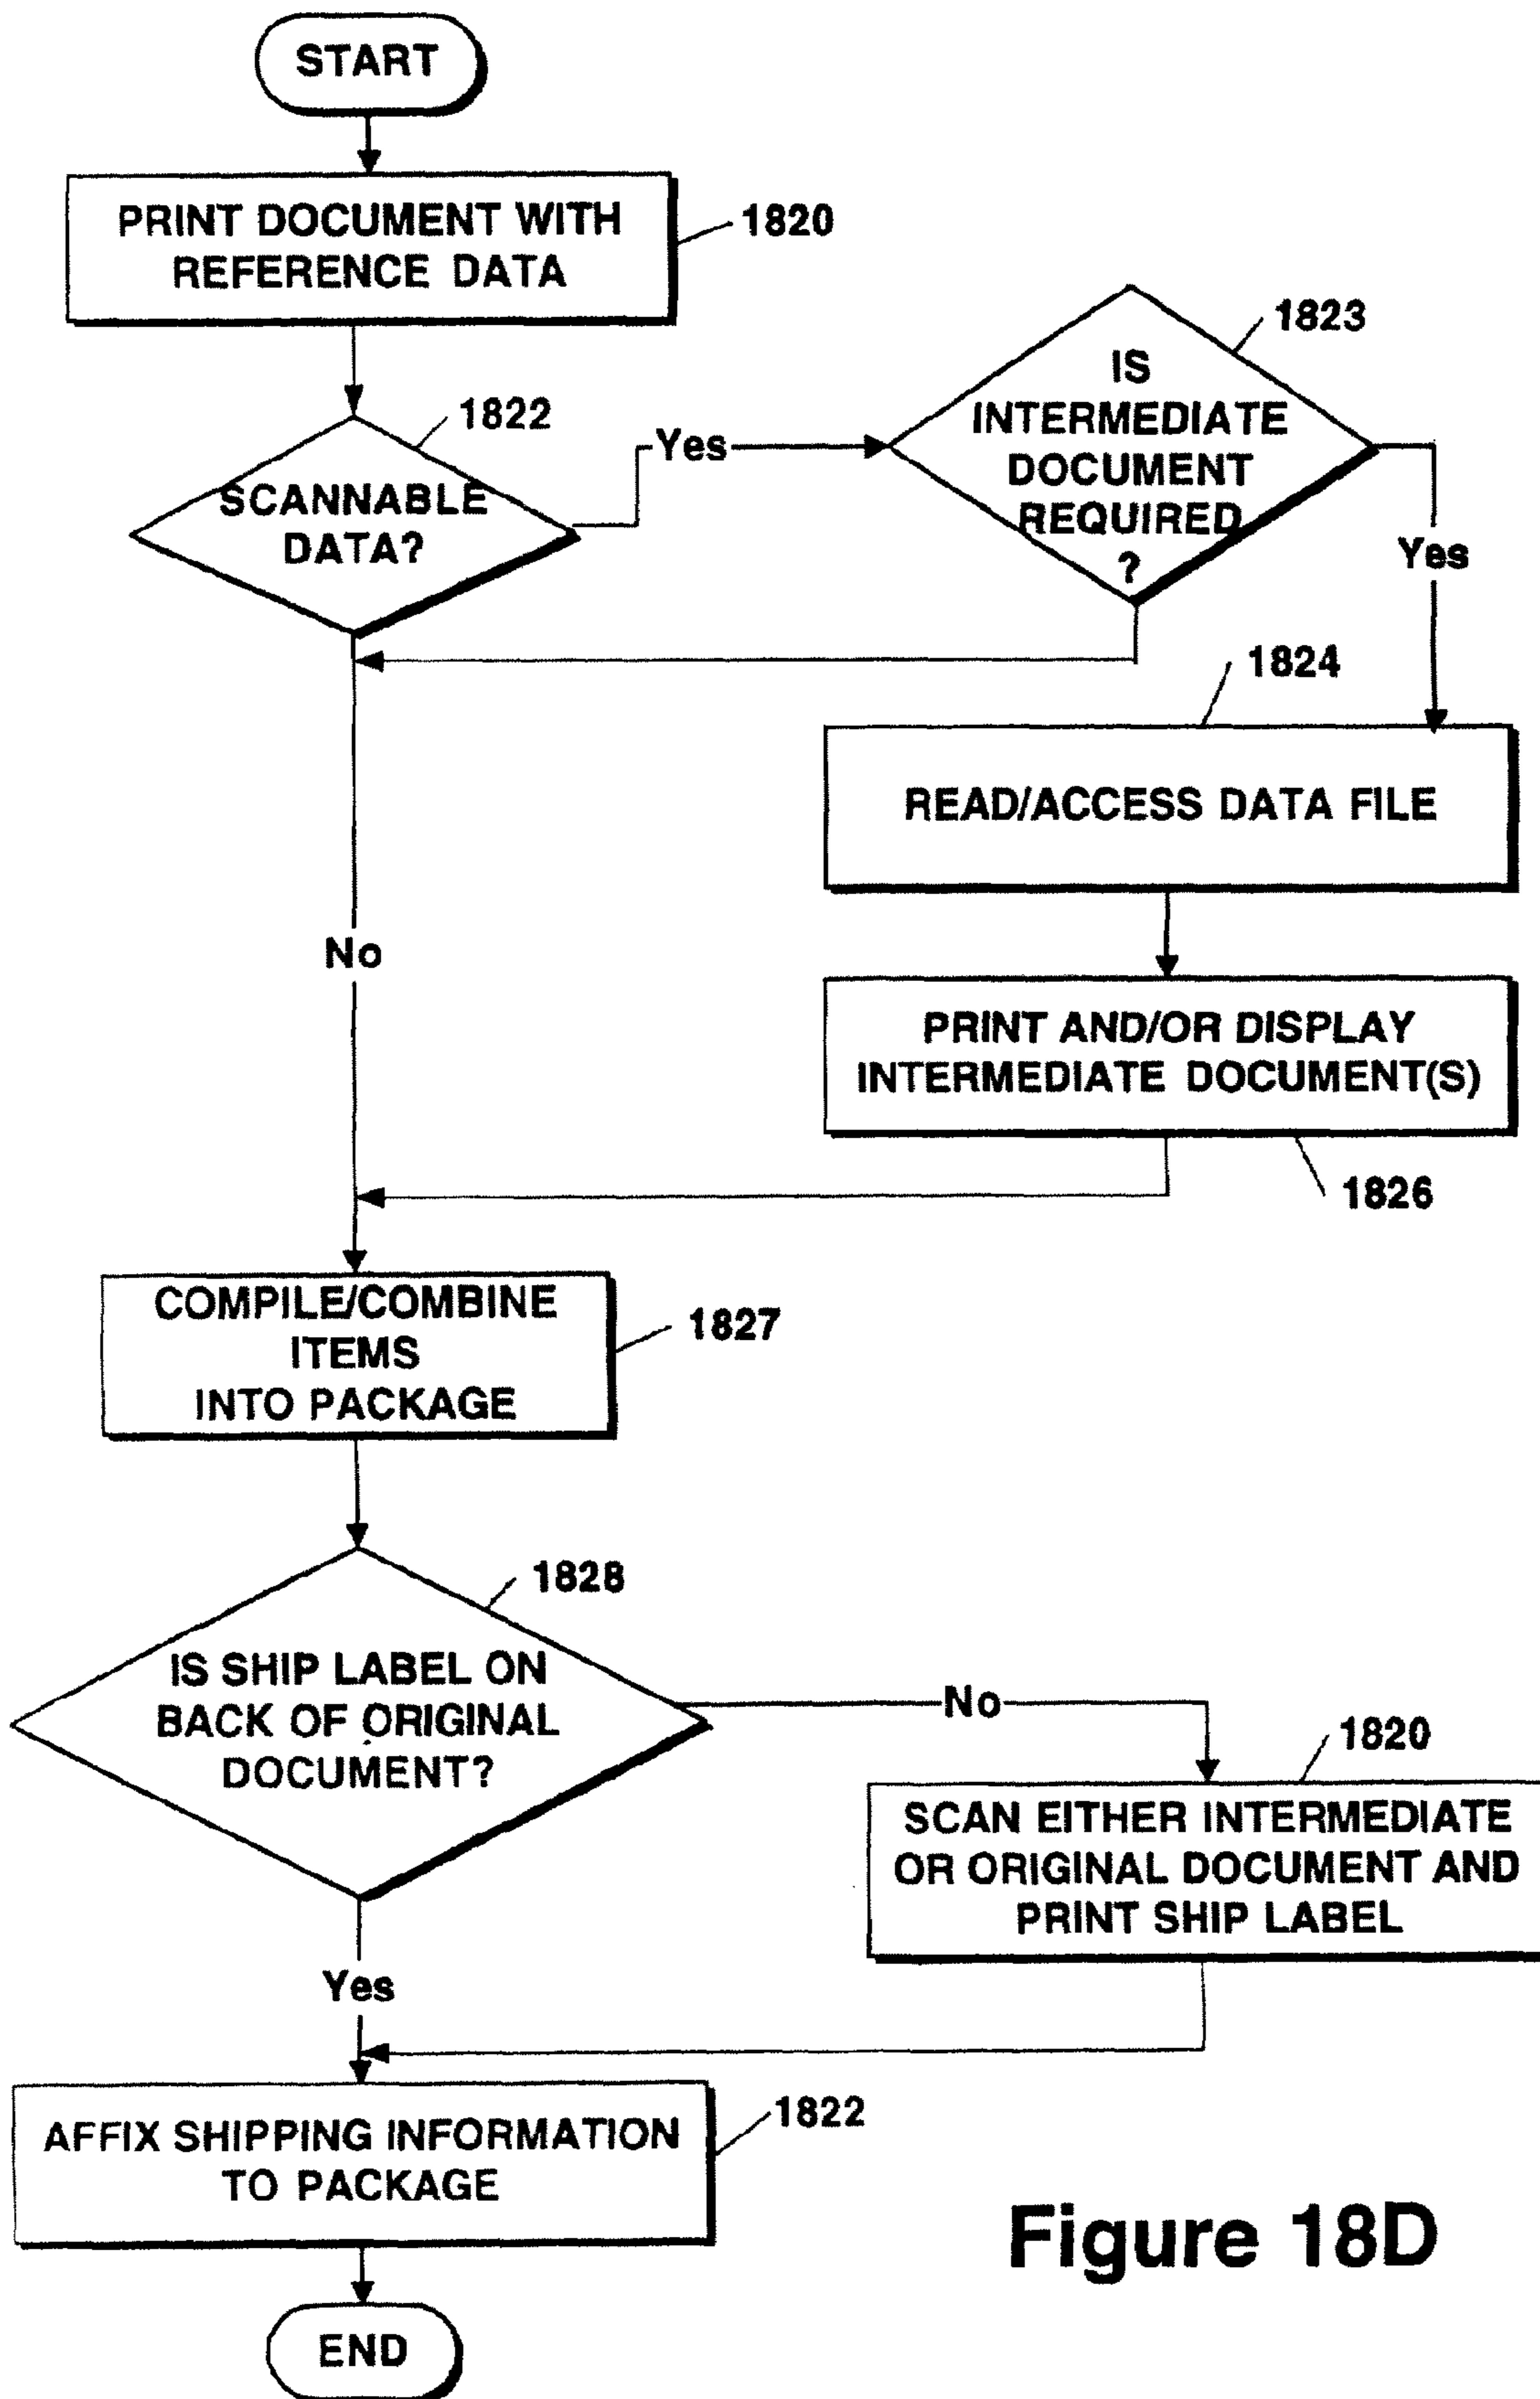 START
PRINT DOCUMENT WITH
REFERENCE DATA
1820
1822
SCANNABLE
DATA?
Yes
1823
IS
INTERMEDIATE
DOCUMENT
REQUIRED
?
Yes
1824
READ/ACCESS DATA FILE
No
PRINT AND/OR DISPLAY
INTERMEDIATE DOCUMENT(S)
1826
COMPILE/COMBINE
ITEMS
INTO PACKAGE
1827
1828
IS SHIP LABEL ON
BACK OF ORIGINAL
DOCUMENT?
No
1820
SCAN EITHER INTERMEDIATE
OR ORIGINAL DOCUMENT AND
PRINT SHIP LABEL
Yes
AFFIX SHIPPING INFORMATION
TO PACKAGE
1822
END
Figure 18D